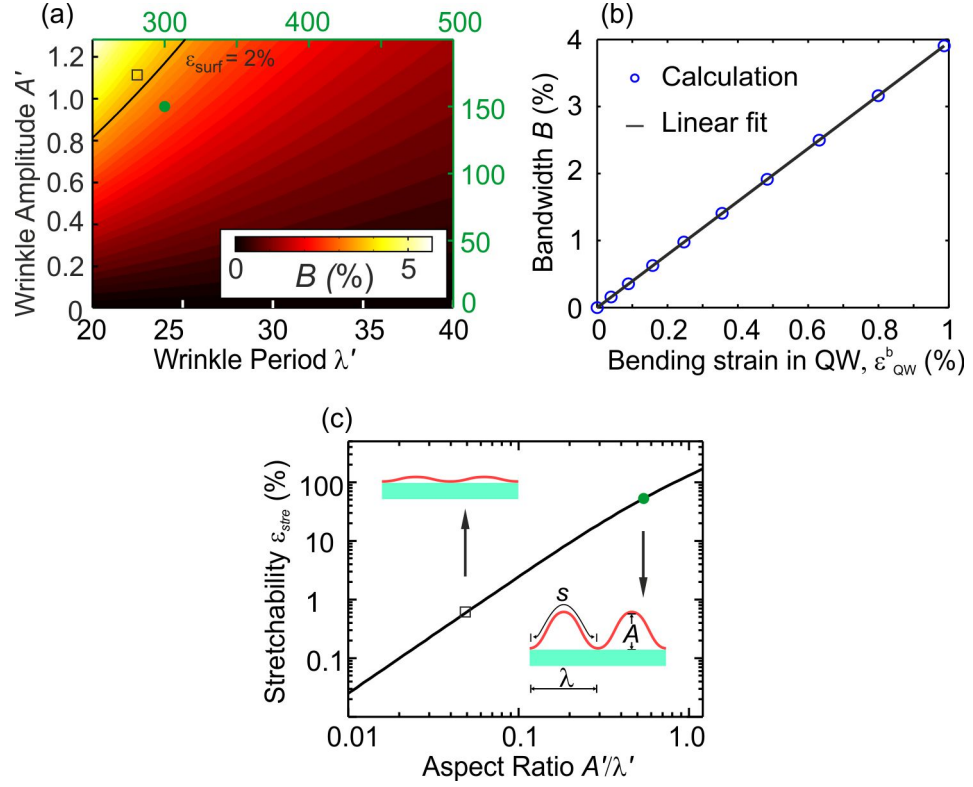 (a)
300 400 500
Wrinkle Amplitude A′
1.2
1.0
0.8
0.6
0.4
0.2
0
ε_surf = 2%
150
100
50
0
0 5
B (%)
20 25 30 35 40
Wrinkle Period λ′
(b)
Bandwidth B (%)
4
3
2
1
0
Calculation
Linear fit
0 0.2 0.4 0.6 0.8 1
Bending strain in QW, ε^b_QW (%)
(c)
Stretchability ε_stre (%)
100
10
1
0.1
s
A
λ
0.01 0.1 1.0
Aspect Ratio A′/λ′